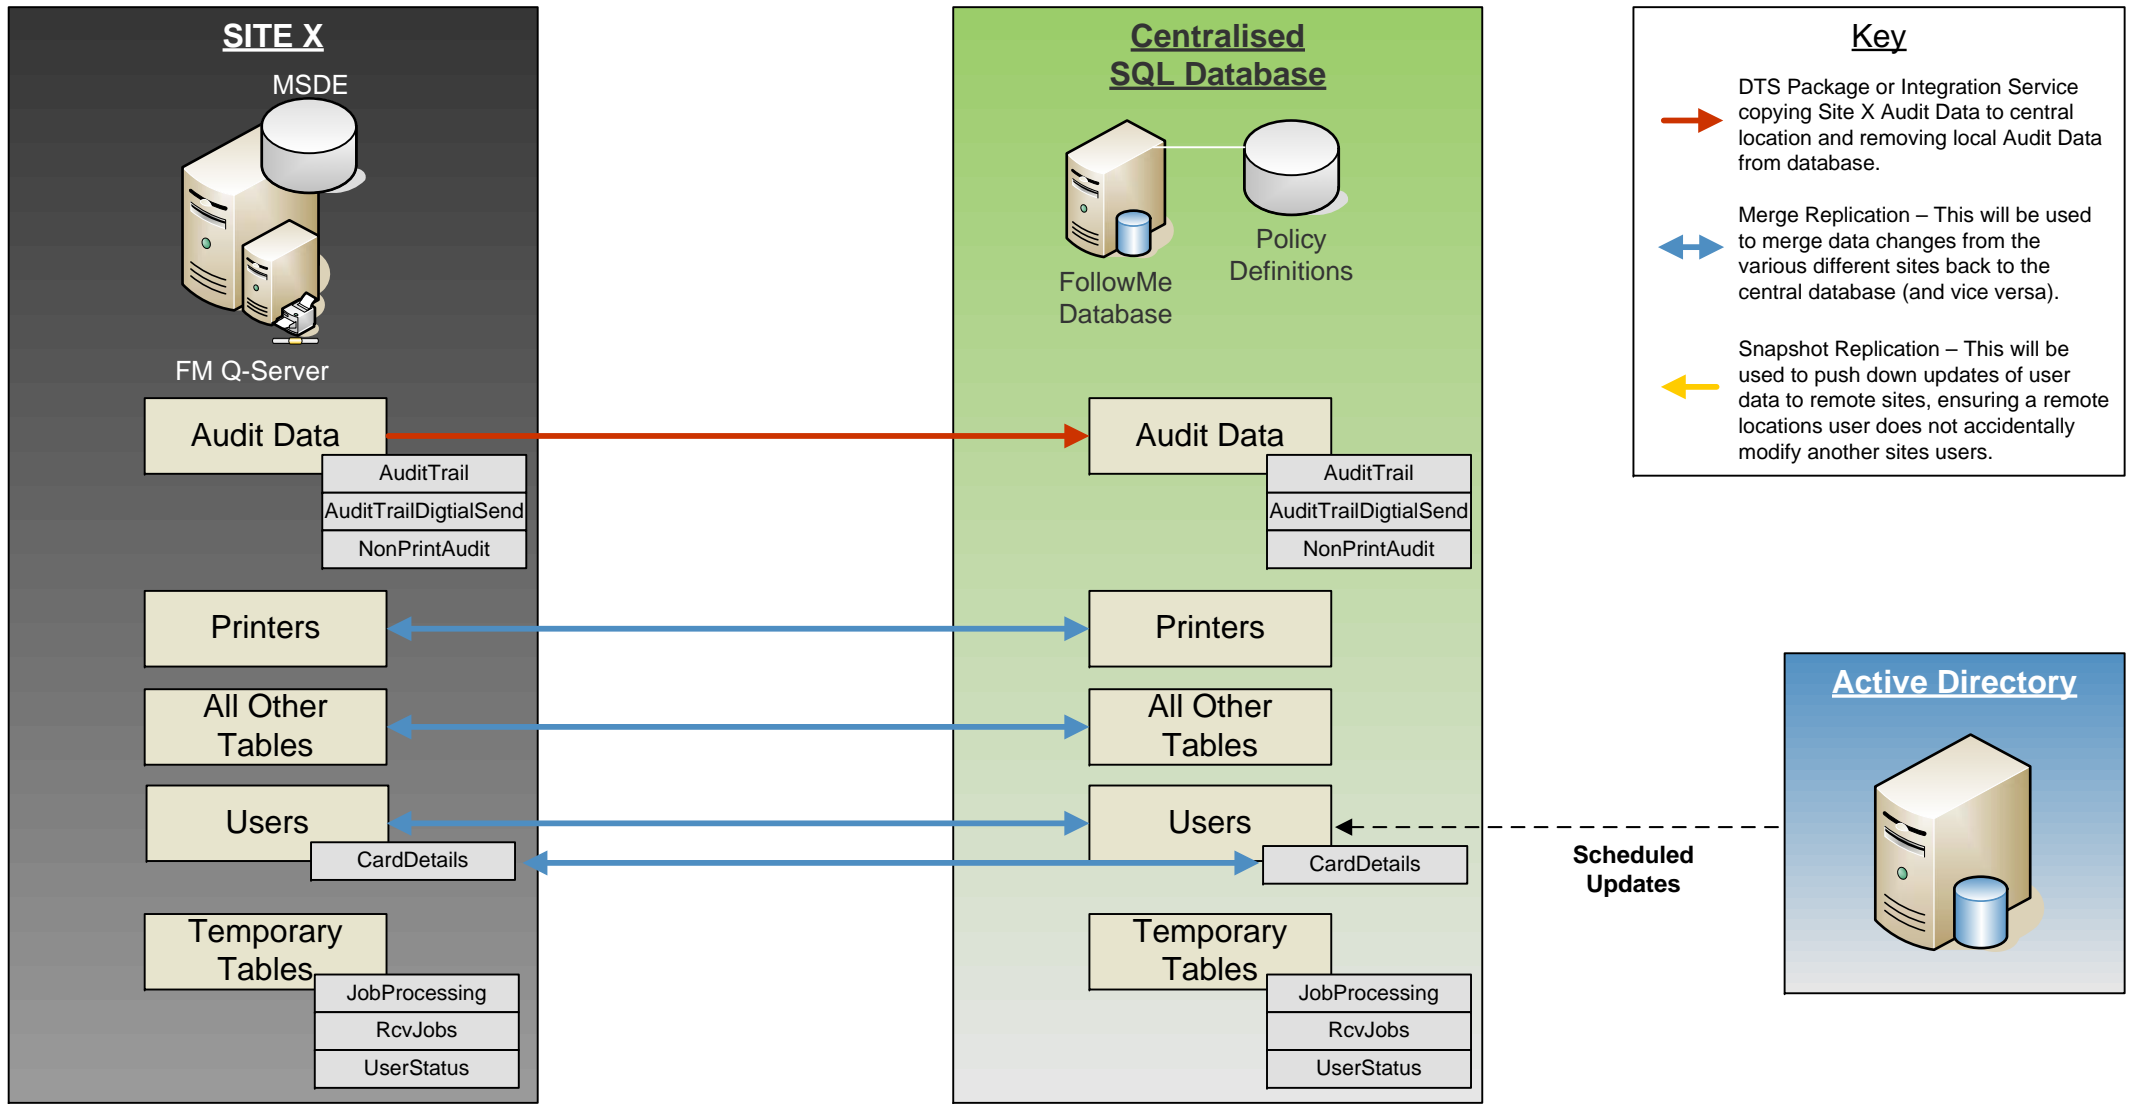 SITE X
MSDE
FM Q-Server
Audit Data
AuditTrail
AuditTrailDigtialSend
NonPrintAudit
Printers
All Other
Tables
Users
CardDetails
Temporary
Tables
JobProcessing
RcvJobs
UserStatus
Centralised
SQL Database
FollowMe
Database
Policy
Definitions
Audit Data
AuditTrail
AuditTrailDigtialSend
NonPrintAudit
Printers
All Other
Tables
Users
CardDetails
Temporary
Tables
JobProcessing
RcvJobs
UserStatus
Key
DTS Package or Integration Service
copying Site X Audit Data to central
location and removing local Audit Data
from database.
Merge Replication – This will be used
to merge data changes from the
various different sites back to the
central database (and vice versa).
Snapshot Replication – This will be
used to push down updates of user
data to remote sites, ensuring a remote
locations user does not accidentally
modify another sites users.
Active Directory
Scheduled
Updates